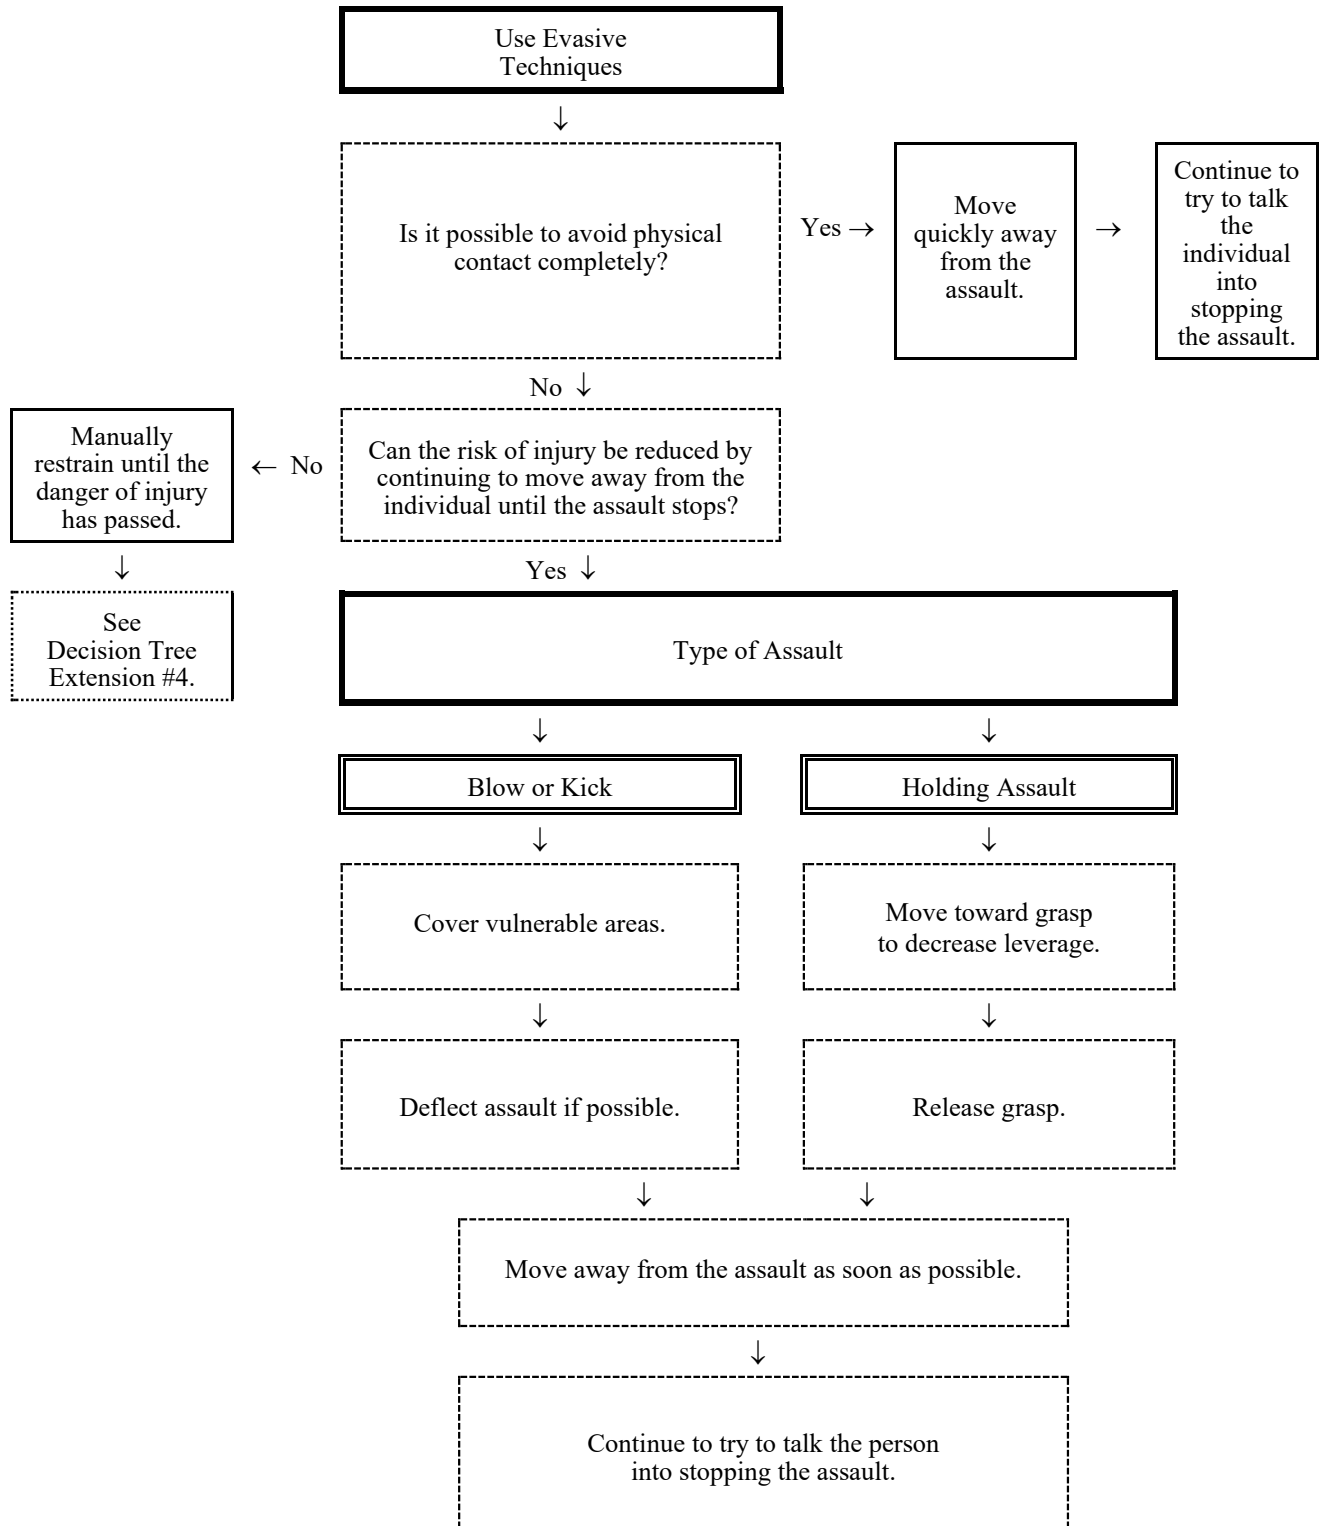 Use Evasive
Techniques
↓
Is it possible to avoid physical
contact completely?
Yes →
Move
quickly away
from the
assault.
→
Continue to
try to talk
the
individual
into
stopping
the assault.
No ↓
Manually
restrain until the
danger of injury
has passed.
← No
Can the risk of injury be reduced by
continuing to move away from the
individual until the assault stops?
↓
Yes ↓
See
Decision Tree
Extension #4.
Type of Assault
↓
↓
Blow or Kick
Holding Assault
↓
↓
Cover vulnerable areas.
Move toward grasp
to decrease leverage.
↓
↓
Deflect assault if possible.
Release grasp.
↓
↓
Move away from the assault as soon as possible.
↓
Continue to try to talk the person
into stopping the assault.